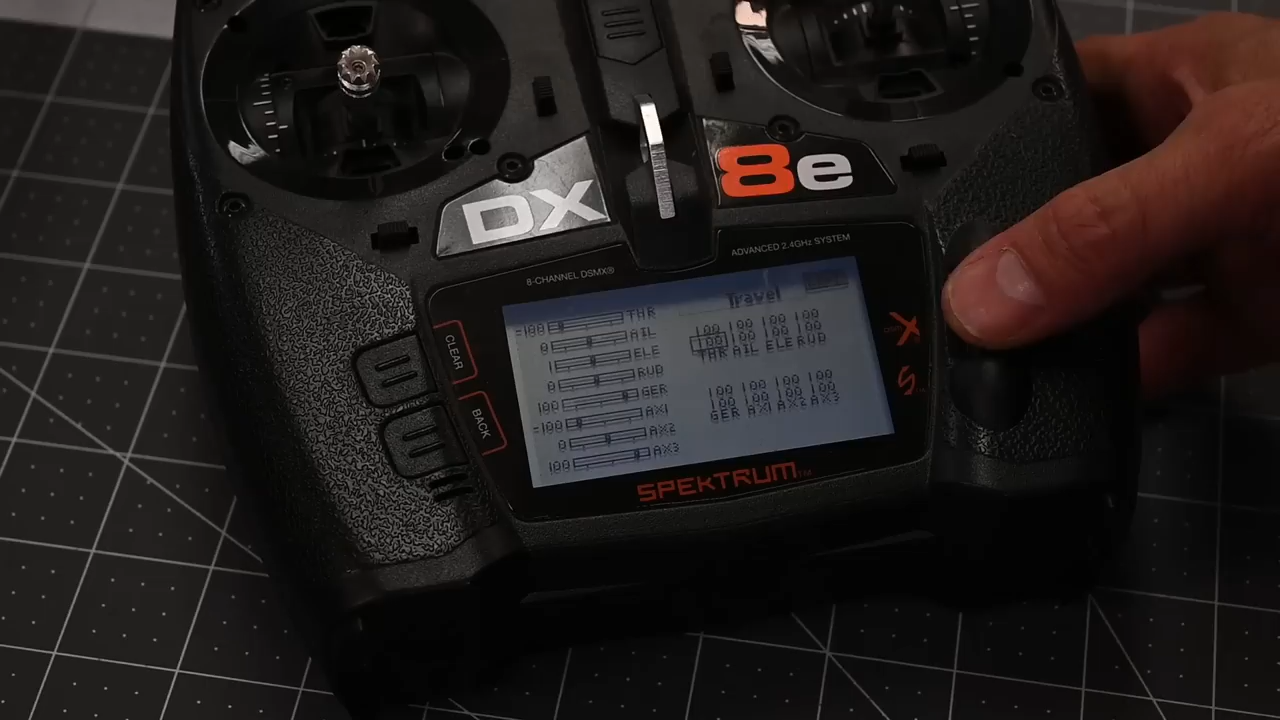 DX 8e
8-CHANNEL DSMX®
ADVANCED 2.4GHz SYSTEM
CLEAR
BACK
Travel
-100 THR
0 AIL
1 ELE
0 RUD
100 GER
-100 AX1
0 AX2
100 AX3
100 100 100 100
100 100 100 100
THR AIL ELE RUD
100 100 100 100
100 100 100 100
GER AX1 AX2 AX3
SPEKTRUM™